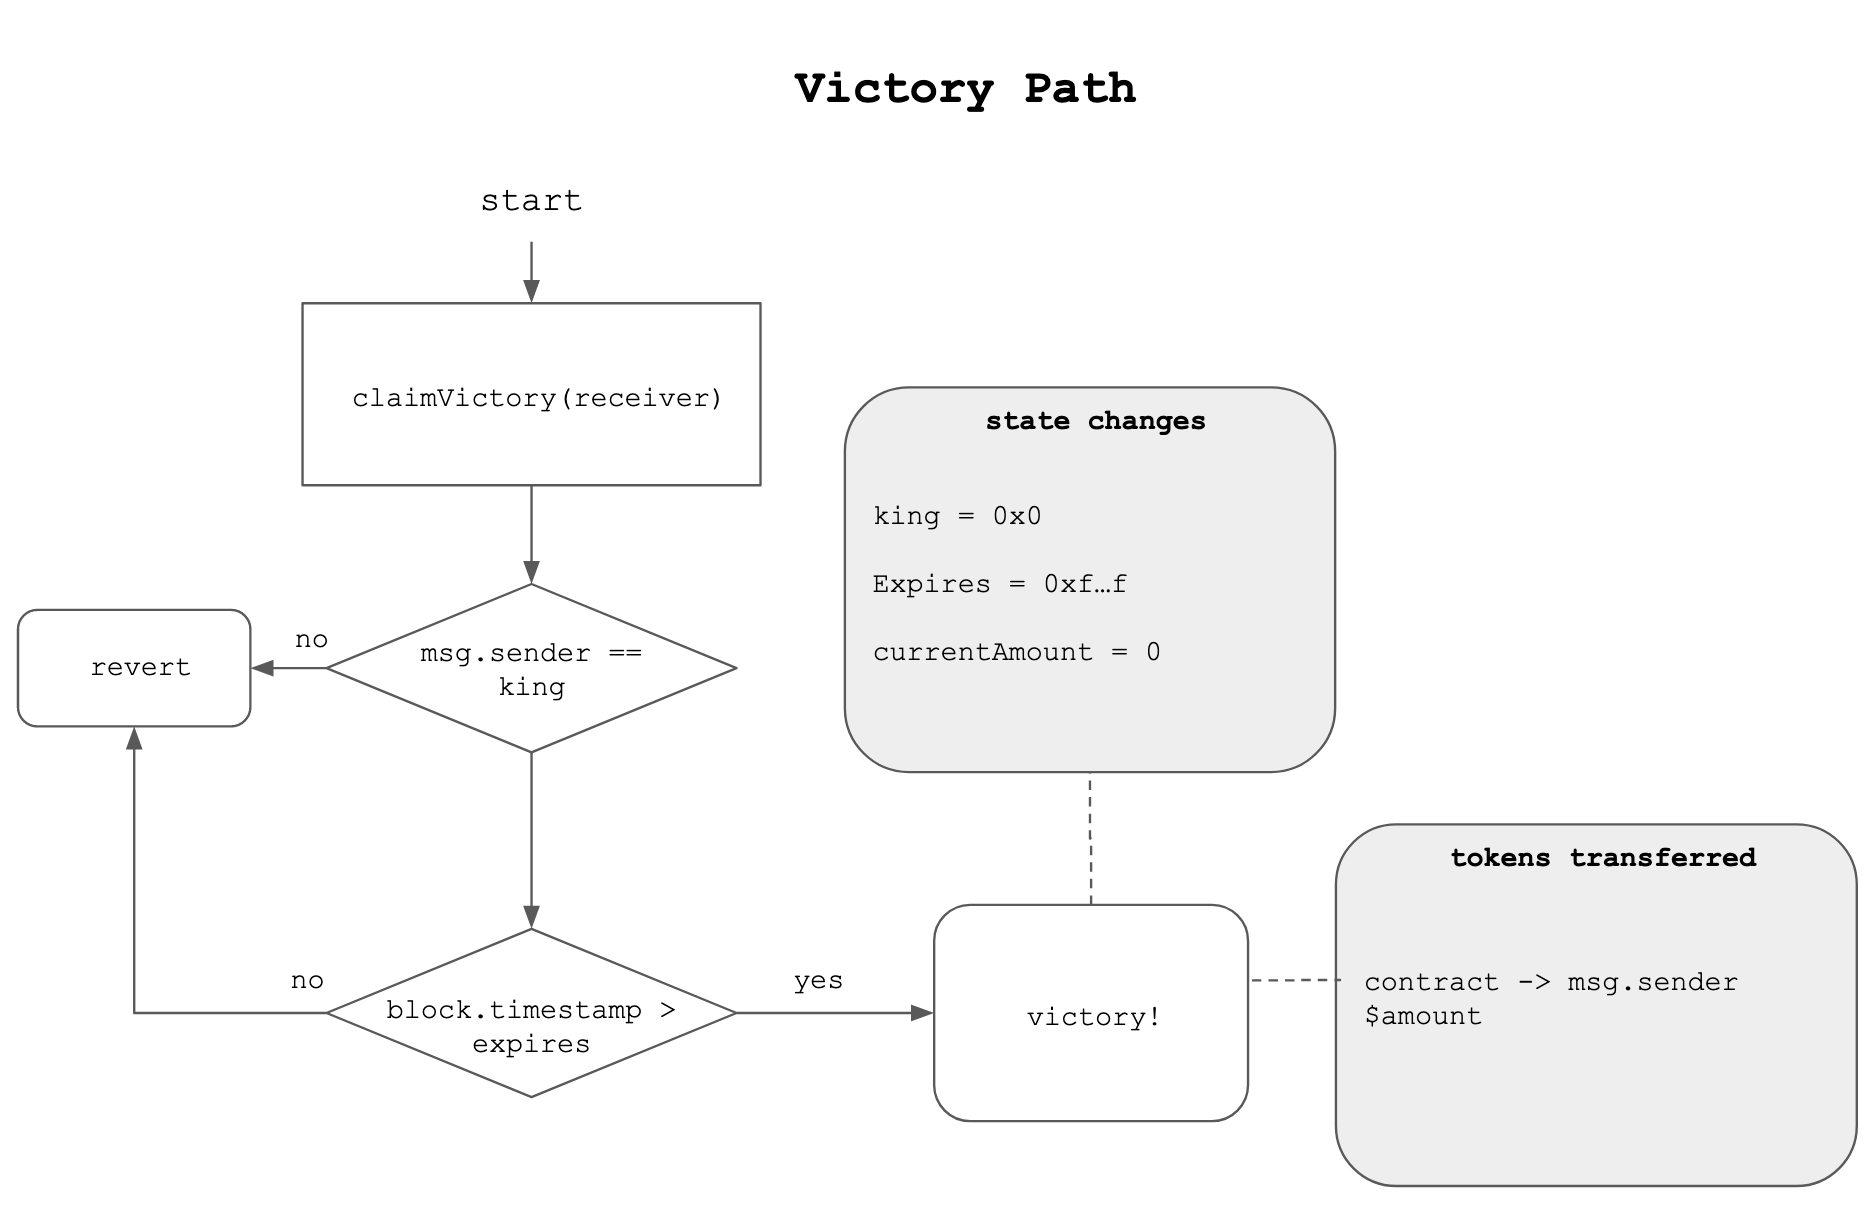 Victory Path
start
claimVictory(receiver)
state changes
king = 0x0
Expires = 0xf…f
currentAmount = 0
no
revert
msg.sender ==
king
tokens transferred
no
block.timestamp >
expires
yes
victory!
contract -> msg.sender
$amount